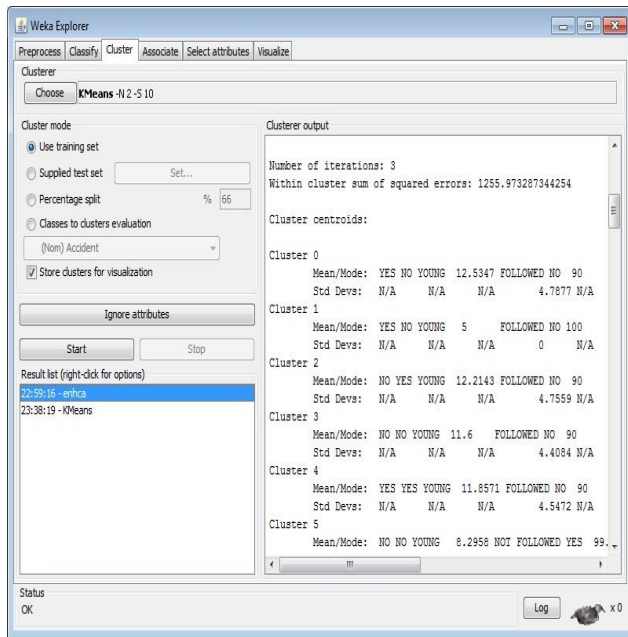 Weka Explorer
Preprocess Classify Cluster Associate Select attributes Visualize
Clusterer
Choose KMeans -N 2 -S 10
Cluster mode
Use training set
Supplied test set Set...
Percentage split % 66
Classes to clusters evaluation
(Nom) Accident
Store clusters for visualization
Ignore attributes
Start Stop
Result list (right-click for options)
22:59:16 - enhca
23:38:19 - KMeans
Clusterer output
Number of iterations: 3
Within cluster sum of squared errors: 1255.973287344254
Cluster centroids:
Cluster 0
Mean/Mode: YES NO YOUNG 12.5347 FOLLOWED NO 90
Std Devs: N/A N/A N/A 4.7877 N/A
Cluster 1
Mean/Mode: YES NO YOUNG 5 FOLLOWED NO 100
Std Devs: N/A N/A N/A 0 N/A
Cluster 2
Mean/Mode: NO YES YOUNG 12.2143 FOLLOWED NO 90
Std Devs: N/A N/A N/A 4.7559 N/A
Cluster 3
Mean/Mode: NO NO YOUNG 11.6 FOLLOWED NO 90
Std Devs: N/A N/A N/A 4.4084 N/A
Cluster 4
Mean/Mode: YES YES YOUNG 11.8571 FOLLOWED NO 90
Std Devs: N/A N/A N/A 4.5472 N/A
Cluster 5
Mean/Mode: NO NO YOUNG 8.2958 NOT FOLLOWED YES 99.
Status
OK
Log x 0